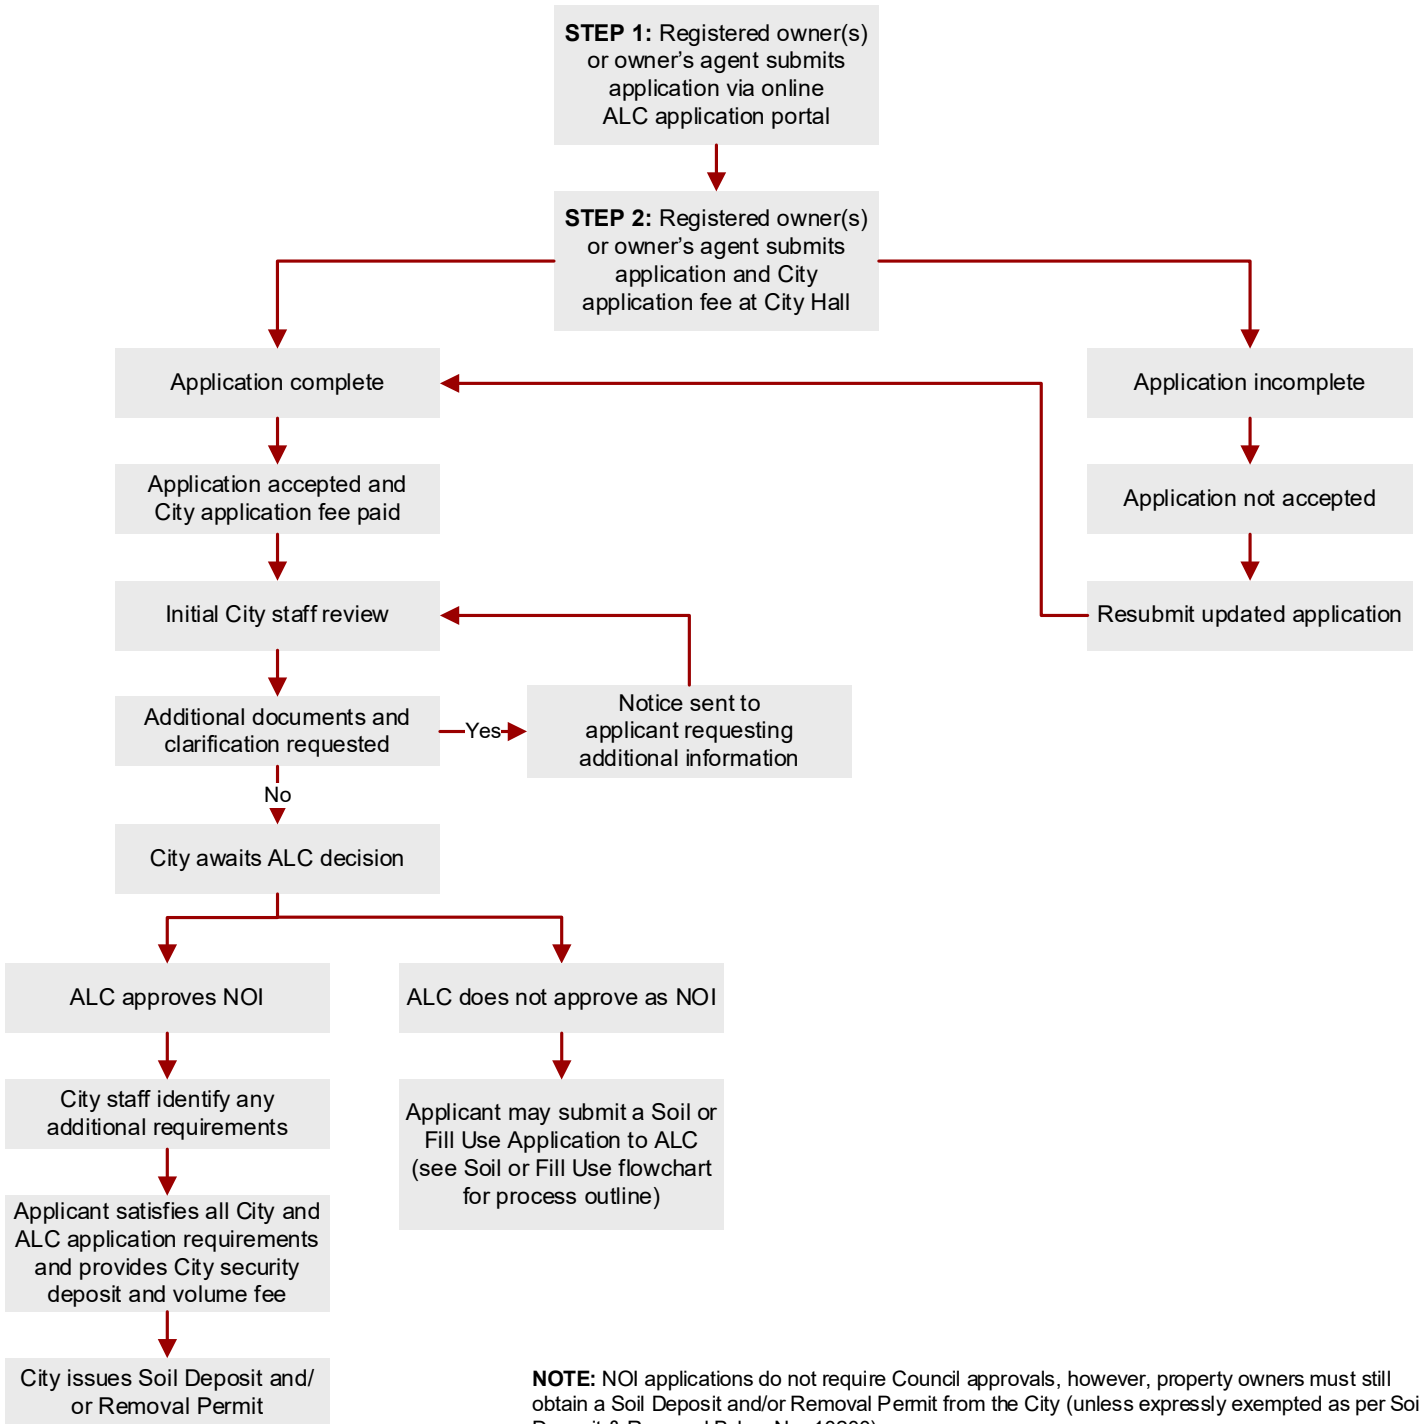 STEP 1: Registered owner(s)
or owner's agent submits
application via online
ALC application portal
STEP 2: Registered owner(s)
or owner's agent submits
application and City
application fee at City Hall
Application complete
Application incomplete
Application accepted and
City application fee paid
Application not accepted
Initial City staff review
Resubmit updated application
Additional documents and
clarification requested
Yes
Notice sent to
applicant requesting
additional information
No
City awaits ALC decision
ALC approves NOI
ALC does not approve as NOI
City staff identify any
additional requirements
Applicant may submit a Soil or
Fill Use Application to ALC
(see Soil or Fill Use flowchart
for process outline)
Applicant satisfies all City and
ALC application requirements
and provides City security
deposit and volume fee
City issues Soil Deposit and/
or Removal Permit
NOTE: NOI applications do not require Council approvals, however, property owners must still
obtain a Soil Deposit and/or Removal Permit from the City (unless expressly exempted as per Soil